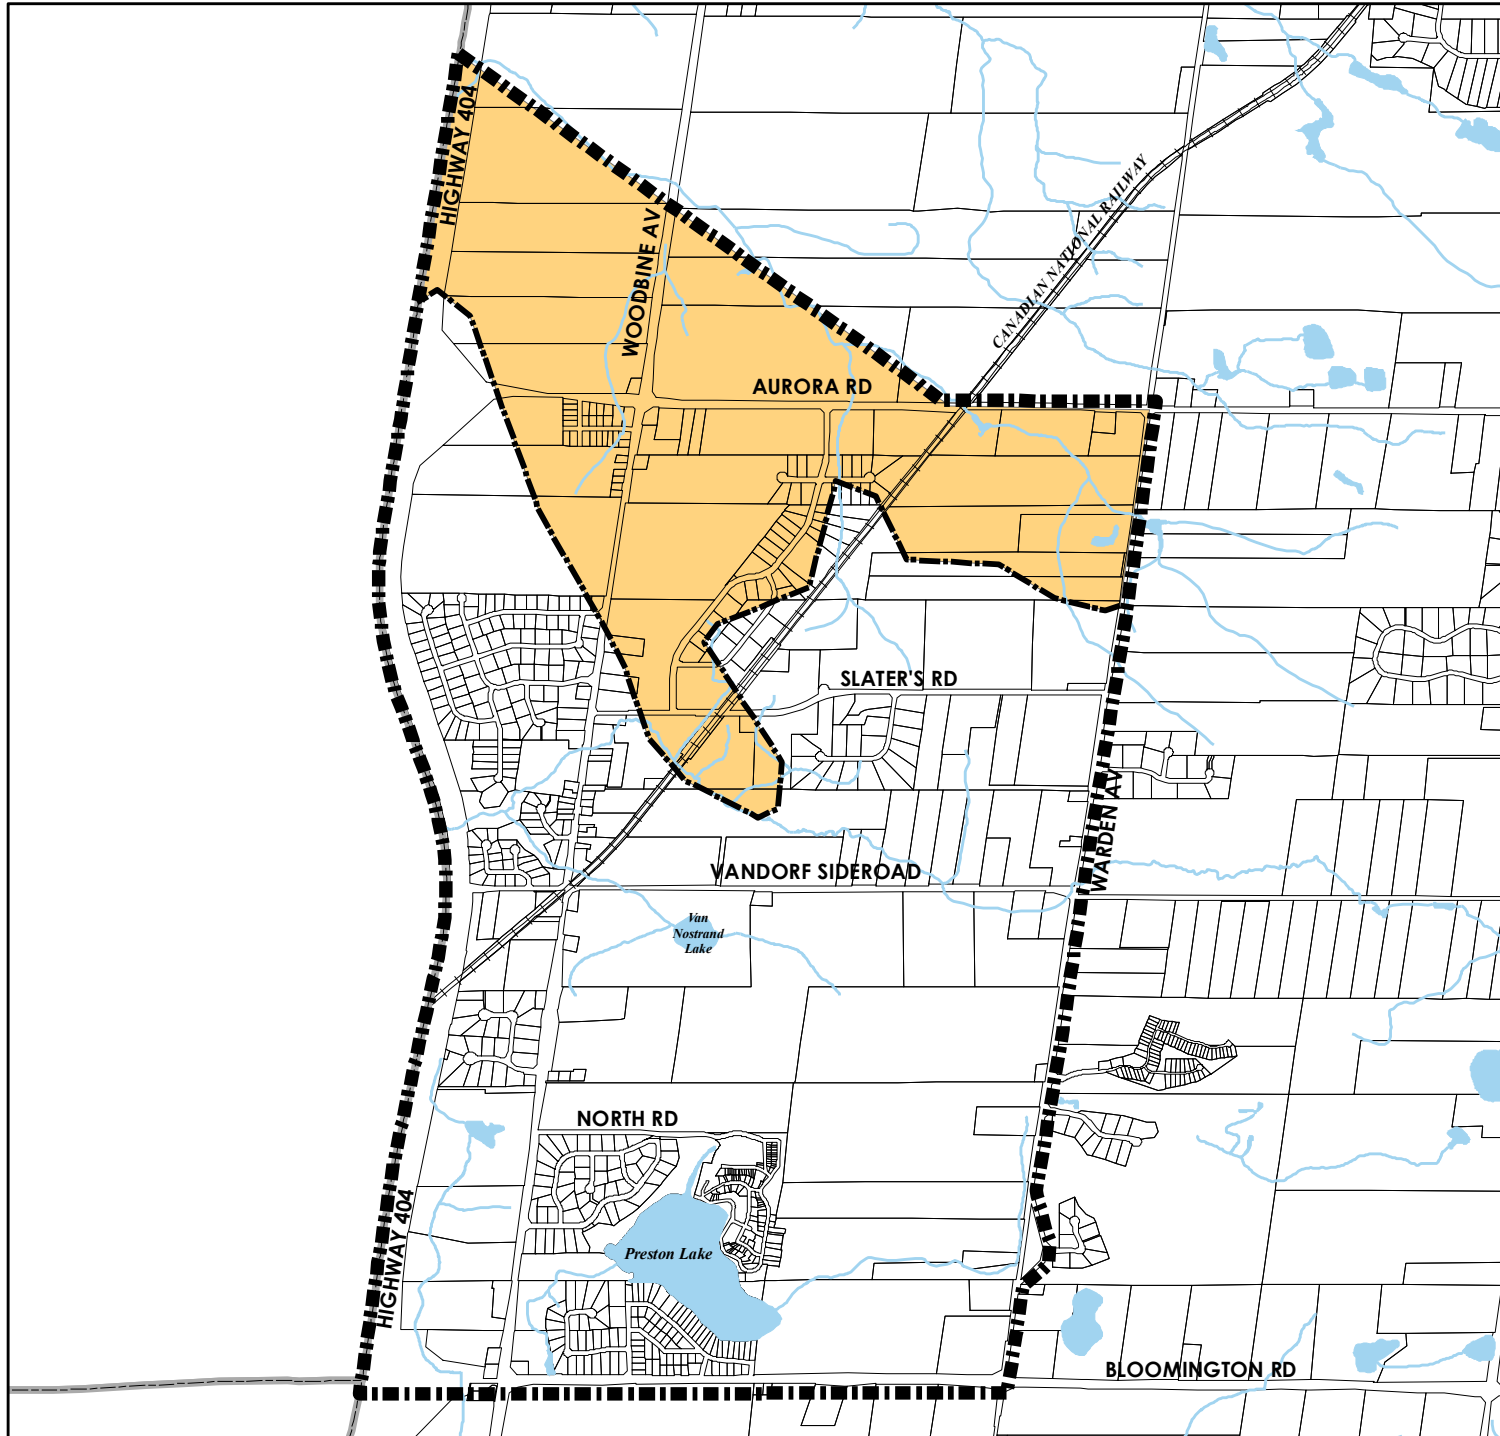 HIGHWAY 404
WOODBINE AV
CANADIAN NATIONAL RAILWAY
AURORA RD
SLATER'S RD
WARDEN AV
VANDORF SIDEROAD
Van
Nostrand
Lake
NORTH RD
HIGHWAY 404
Preston Lake
BLOOMINGTON RD